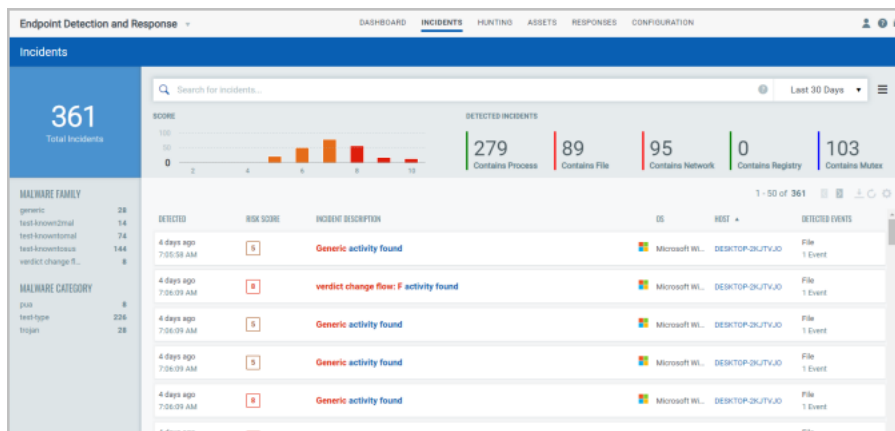 Endpoint Detection and Response
DASHBOARD INCIDENTS HUNTING ASSETS RESPONSES CONFIGURATION
Incidents
361
Total Incidents
Search for incidents...
Last 30 Days
SCORE
100
50
0
2 4 6 8 10
DETECTED INCIDENTS
279
Contains Process
89
Contains File
95
Contains Network
0
Contains Registry
103
Contains Mutex
MALWARE FAMILY
generic 28
test-known2mal 14
test-knowntomal 74
test-knowntosus 144
verdict change fl... 8
MALWARE CATEGORY
pua 8
test-type 226
trojan 28
1 - 50 of 361
DETECTED RISK SCORE INCIDENT DESCRIPTION OS HOST DETECTED EVENTS
4 days ago
7:05:58 AM
5
Generic activity found
Microsoft Wi... DESKTOP-2KJTVJO
File
1 Event
4 days ago
7:06:09 AM
8
verdict change flow: F activity found
Microsoft Wi... DESKTOP-2KJTVJO
File
1 Event
4 days ago
7:06:09 AM
5
Generic activity found
Microsoft Wi... DESKTOP-2KJTVJO
File
1 Event
4 days ago
7:06:09 AM
5
Generic activity found
Microsoft Wi... DESKTOP-2KJTVJO
File
1 Event
4 days ago
7:06:09 AM
8
Generic activity found
Microsoft Wi... DESKTOP-2KJTVJO
File
1 Event